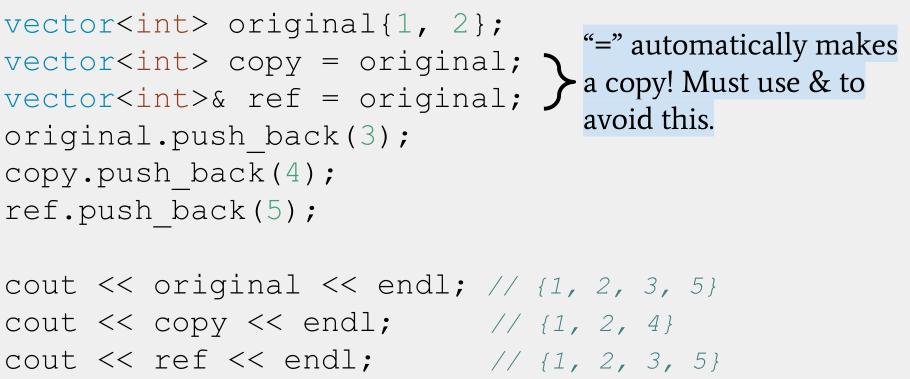 vector<int> original{1, 2};
vector<int> copy = original;
vector<int>& ref = original;
original.push_back(3);
copy.push_back(4);
ref.push_back(5);
“=” automatically makes
a copy! Must use & to
avoid this.
cout << original << endl; // {1, 2, 3, 5}
cout << copy << endl; // {1, 2, 4}
cout << ref << endl; // {1, 2, 3, 5}